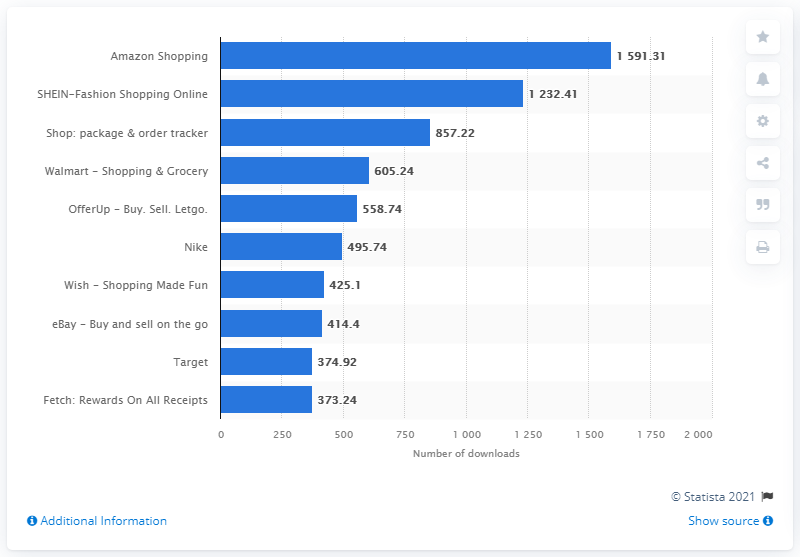 Amazon Shopping 1 591.31
SHEIN-Fashion Shopping Online 1 232.41
Shop: package & order tracker 857.22
Walmart - Shopping & Grocery 605.24
OfferUp - Buy. Sell. Letgo. 558.74
Nike 495.74
Wish - Shopping Made Fun 425.1
eBay - Buy and sell on the go 414.4
Target 374.92
Fetch: Rewards On All Receipts 373.24
0 250 500 750 1 000 1 250 1 500 1 750 2 000
Number of downloads
© Statista 2021
Additional Information Show source